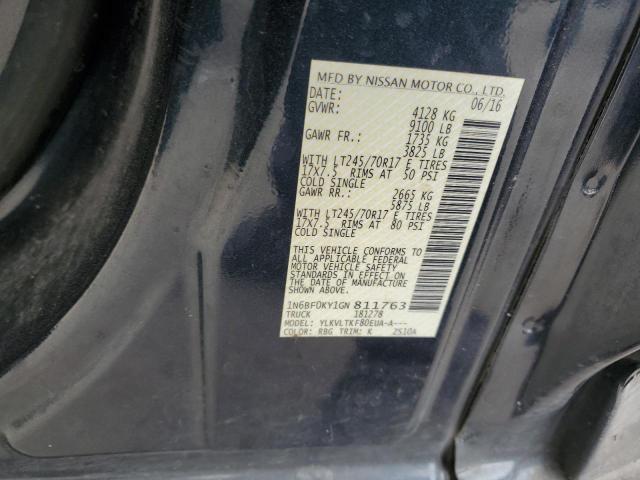 MFD BY NISSAN MOTOR CO., LTD.
DATE: 06/16
GVWR: 4128 KG
9100 LB
GAWR FR.: 1735 KG
3825 LB
WITH LT245/70R17 E TIRES
17X7.5 RIMS AT 50 PSI
COLD SINGLE
GAWR RR.: 2665 KG
5875 LB
WITH LT245/70R17 E TIRES
17X7.5 RIMS AT 80 PSI
COLD SINGLE
THIS VEHICLE CONFORMS TO
ALL APPLICABLE FEDERAL
MOTOR VEHICLE SAFETY
STANDARDS IN EFFECT ON
THE DATE OF MANUFACTURE
1N6BF0KY1GN 811763
TRUCK 181278
MODEL: YLKVLTKF80EUA-A---
COLOR: RBG TRIM: K 2S10A